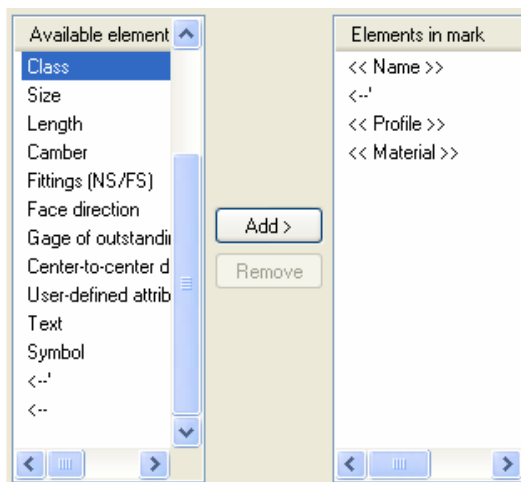 Available element
Class
Size
Length
Camber
Fittings (NS/FS)
Face direction
Gage of outstandin
Center-to-center d
User-defined attrib
Text
Symbol
<--'
<--
Add >
Remove
Elements in mark
<< Name >>
<--'
<< Profile >>
<< Material >>